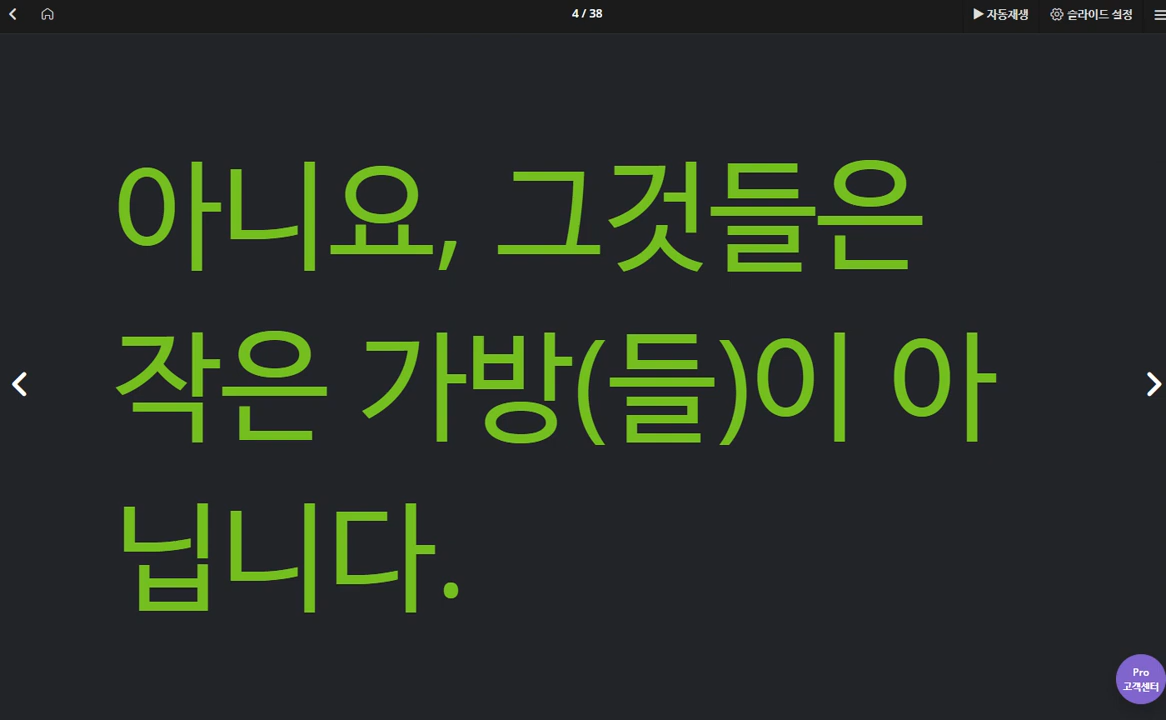 4 / 38
자동재생
슬라이드 설정
아니요, 그것들은
작은 가방(들)이 아
닙니다.
Pro
고객센터